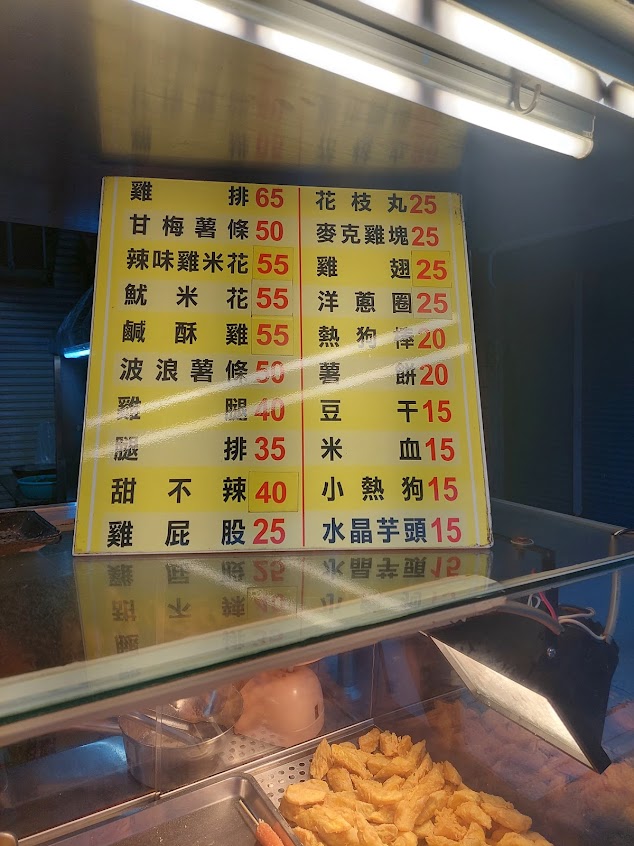 雞排65
甘梅薯條50
辣味雞米花55
魷米花55
鹹酥雞55
波浪薯條50
雞腿40
腿排35
甜不辣40
雞屁股25
花枝丸25
麥克雞塊25
雞翅25
洋蔥圈25
熱狗棒20
薯餅20
豆干15
米血15
小熱狗15
水晶芋頭15